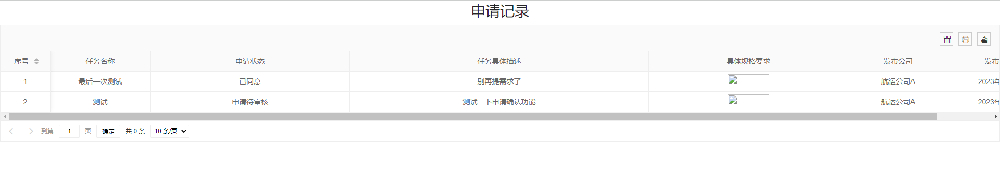 申请记录
序号 任务名称 申请状态 任务具体描述 具体规格要求 发布公司 发布
1 最后一次测试 已同意 别再提需求了 航运公司A 2023年
2 测试 申请待审核 测试一下申请确认功能 航运公司A 2023年
到第 1 页 确定 共 0 条 10 条/页